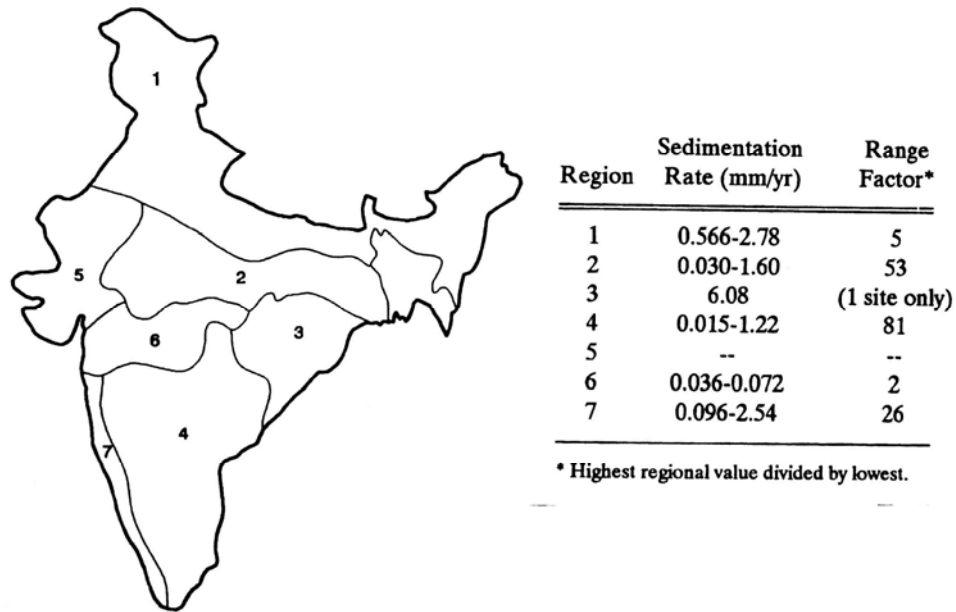 1
5
2
6
3
4
7
Sedimentation Range
Region Rate (mm/yr) Factor*
1 0.566-2.78 5
2 0.030-1.60 53
3 6.08 (1 site only)
4 0.015-1.22 81
5 -- --
6 0.036-0.072 2
7 0.096-2.54 26
* Highest regional value divided by lowest.